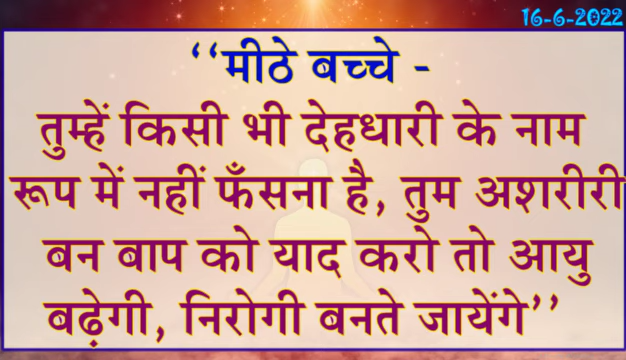 16-6-2022
‘‘मीठे बच्चे -
तुम्हें किसी भी देहधारी के नाम
रूप में नहीं फँसना है, तुम अशरीरी
बन बाप को याद करो तो आयु
बढ़ेगी, निरोगी बनते जायेंगे’’